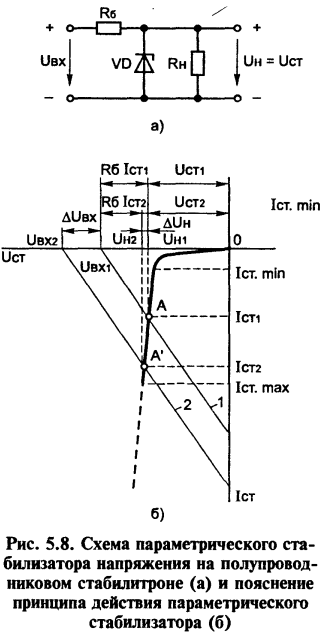 Rб
+ +
Uвх VD Rн Uн = Uст
– –
а)
Rб Iст1 Uст1
Rб Iст2 Uст2 Iст. min
ΔUвх ΔUн
Uвх2 Uн2 Uн1 0
Uст Uвх1 Iст. min
А Iст1
А' Iст2
Iст. max
2 1
Iст
б)
Рис. 5.8. Схема параметрического ста-
билизатора напряжения на полупровод-
никовом стабилитроне (а) и пояснение
принципа действия параметрического
стабилизатора (б)